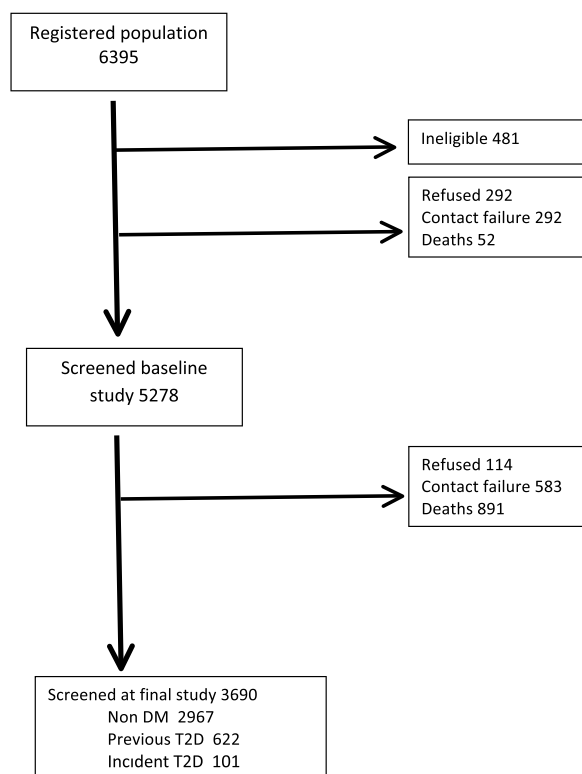 Registered population
6395
Ineligible 481
Refused 292
Contact failure 292
Deaths 52
Screened baseline
study 5278
Refused 114
Contact failure 583
Deaths 891
Screened at final study 3690
Non DM 2967
Previous T2D 622
Incident T2D 101